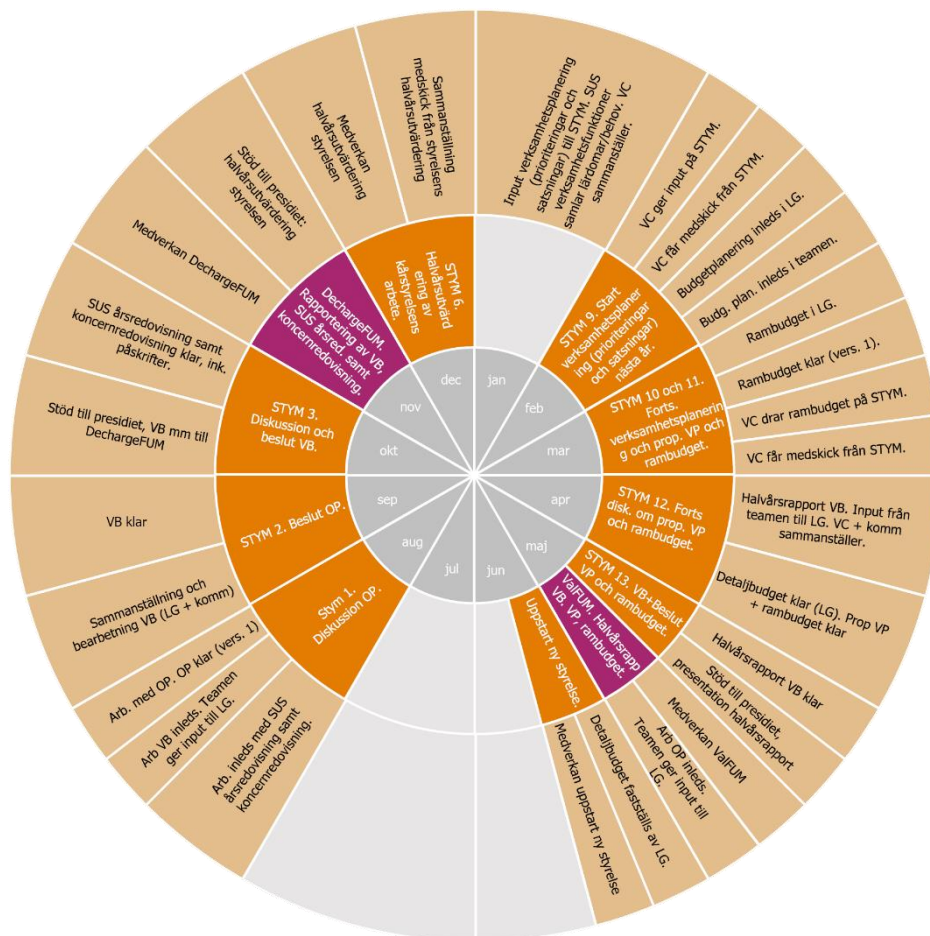 Input verksamhetsplanering
(prioriteringar och
satsningar) till STYM. SUS
verksamhetsfunktioner
samlar lärdomar/behov. VC
sammanställer.
VC ger input på STYM.
VC får medskick från STYM.
Budgetplanering inleds i LG.
Budg. plan. inleds i teamen.
Rambudget i LG.
Rambudget klar (vers. 1).
VC drar rambudget på STYM.
VC får medskick från STYM.
Halvårsrapport VB. Input från
teamen till LG. VC + komm
sammanställer.
Detaljbudget klar (LG). Prop VP
+ rambudget klar
Halvårsrapport VB klar
Stöd till presidiet,
presentation halvårsrapport
Medverkan ValFUM
Arb OP inleds.
Teamen ger input till
LG.
Detaljbudget fastställs av LG.
Medverkan uppstart ny styrelse
Arb. inleds med SUS
årsredovisning samt
koncernredovisning.
Arb VB inleds. Teamen
ger input till LG.
Arb. med OP. OP klar (vers. 1)
Sammanställning och
bearbetning VB (LG + komm)
VB klar
Stöd till presidiet, VB mm till
DechargeFUM
SUS årsredovisning samt
koncernredovisning klar, ink.
påskrifter.
Medverkan DechargeFUM
Stöd till presidiet:
halvårsutvärdering
styrelsen
Medverkan
halvårsutvärdering
styrelsen
Sammanställning
medskick från styrelsens
halvårsutvärdering
STYM 9. Start
verksamhetsplaner
ing (prioriteringar
och satsningar)
nästa år.
STYM 10 och 11.
Forts.
verksamhetsplanerin
g och prop. VP och
rambudget.
STYM 12. Forts
disk. om prop. VP
och rambudget.
STYM 13. VB+Beslut
VP och rambudget.
ValFUM. Halvårsrapp
VB. VP, rambudget.
Uppstart ny styrelse.
Stym 1.
Diskussion OP.
STYM 2. Beslut OP.
STYM 3.
Diskussion och
beslut VB.
DechargeFUM.
Rapportering av VB,
SUS årsred. samt
koncernredovisning.
STYM 6.
Halvårsutvärd
ering av
kårstyrelsens
arbete.
jan
feb
mar
apr
maj
jun
jul
aug
sep
okt
nov
dec